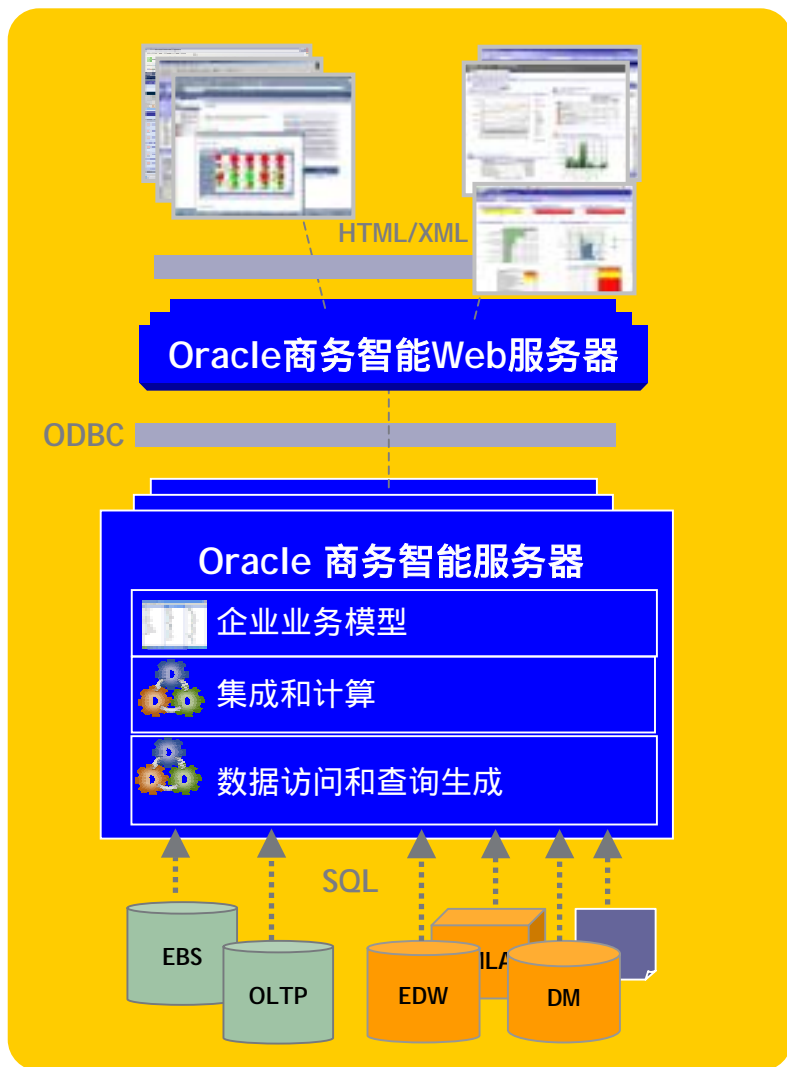 HTML/XML
Oracle商务智能Web服务器
ODBC
Oracle 商务智能服务器
企业业务模型
集成和计算
数据访问和查询生成
SQL
EBS
OLTP
EDW
DM